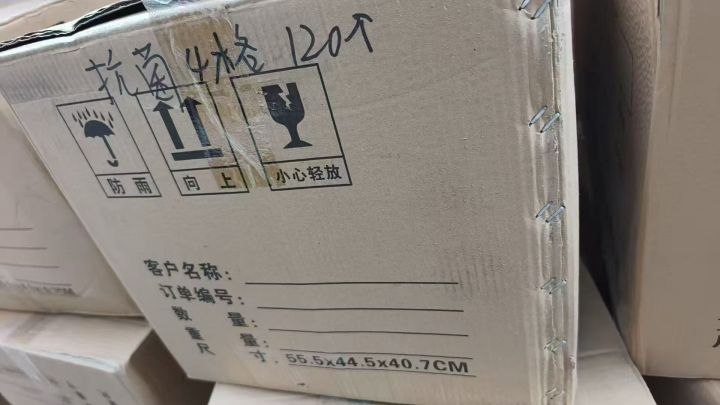 抗菌4格 120个
防雨 向上 小心轻放
客户名称：
订单编号：
数量：
重量：
尺寸：55.5x44.5x40.7CM